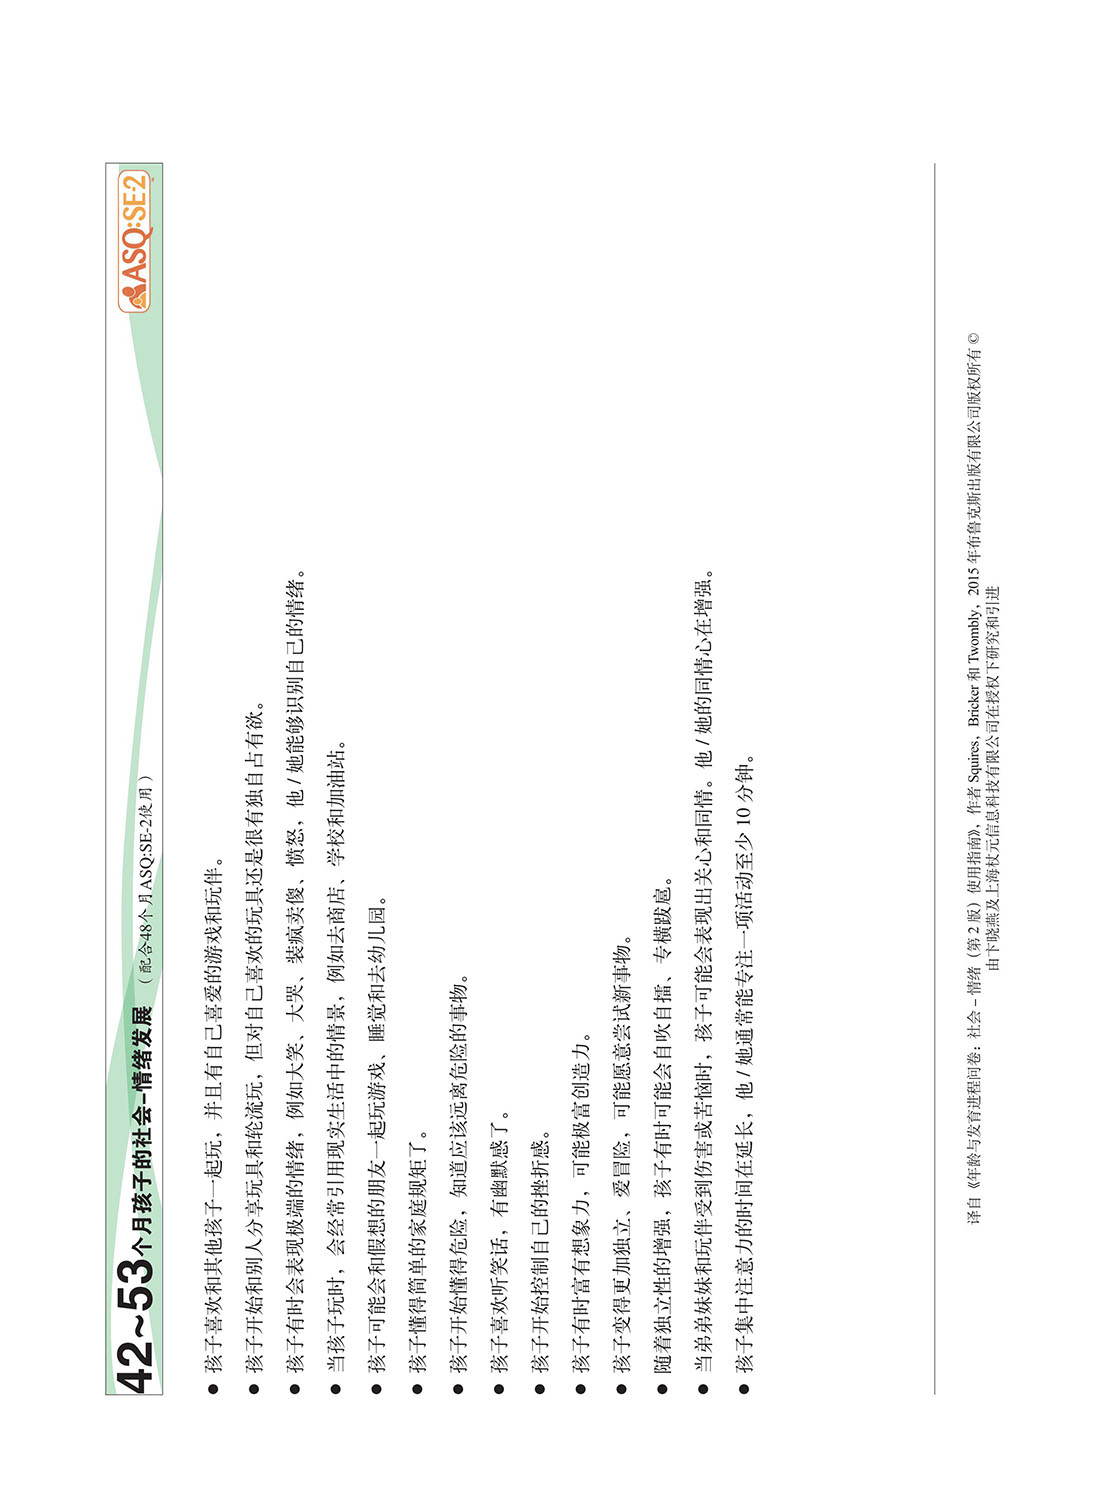 42~53个月孩子的社会-情绪发展 （配合48个月ASQ:SE-2使用）
ASQ:SE-2
● 孩子喜欢和其他孩子一起玩，并且有自己喜爱的游戏和玩伴。
● 孩子开始和别人分享玩具和轮流玩，但对自己喜欢的玩具还是很有独自占有欲。
● 孩子有时会表现极端的情绪，例如大笑、大哭、装疯卖傻、愤怒，他 / 她能够识别自己的情绪。
● 当孩子玩时，会经常引用现实生活中的情景，例如去商店、学校和加油站。
● 孩子可能会和假想的朋友一起玩游戏、睡觉和去幼儿园。
● 孩子懂得简单的家庭规矩了。
● 孩子开始懂得危险，知道应该远离危险的事物。
● 孩子喜欢听笑话，有幽默感了。
● 孩子开始控制自己的挫折感。
● 孩子有时富有想象力，可能极富创造力。
● 孩子变得更加独立、爱冒险，可能愿意尝试新事物。
● 随着独立性的增强，孩子有时可能会自吹自擂、专横跋扈。
● 当弟弟妹妹和玩伴受到伤害或苦恼时，孩子可能会表现出关心和同情。他 / 她的同情心在增强。
● 孩子集中注意力的时间在延长，他 / 她通常能专注一项活动至少 10 分钟。
译自《年龄与发育进程问卷：社会 – 情绪（第 2 版）使用指南》，作者 Squires，Bricker 和 Twombly，2015 年布鲁克斯出版有限公司版权所有 ©
由卞晓燕及上海杖元信息科技有限公司在授权下研究和引进